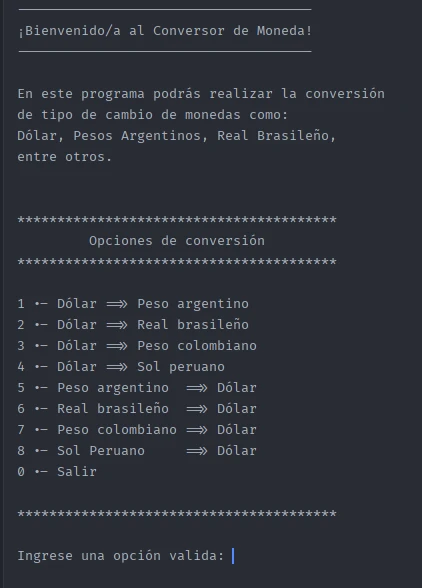 -------------------------------------
¡Bienvenido/a al Conversor de Moneda!
-------------------------------------
En este programa podrás realizar la conversión
de tipo de cambio de monedas como:
Dólar, Pesos Argentinos, Real Brasileño,
entre otros.
****************************************
Opciones de conversión
****************************************
1 •- Dólar ==>> Peso argentino
2 •- Dólar ==>> Real brasileño
3 •- Dólar ==>> Peso colombiano
4 •- Dólar ==>> Sol peruano
5 •- Peso argentino ==>> Dólar
6 •- Real brasileño ==>> Dólar
7 •- Peso colombiano ==>> Dólar
8 •- Sol Peruano ==>> Dólar
0 •- Salir
****************************************
Ingrese una opción valida: